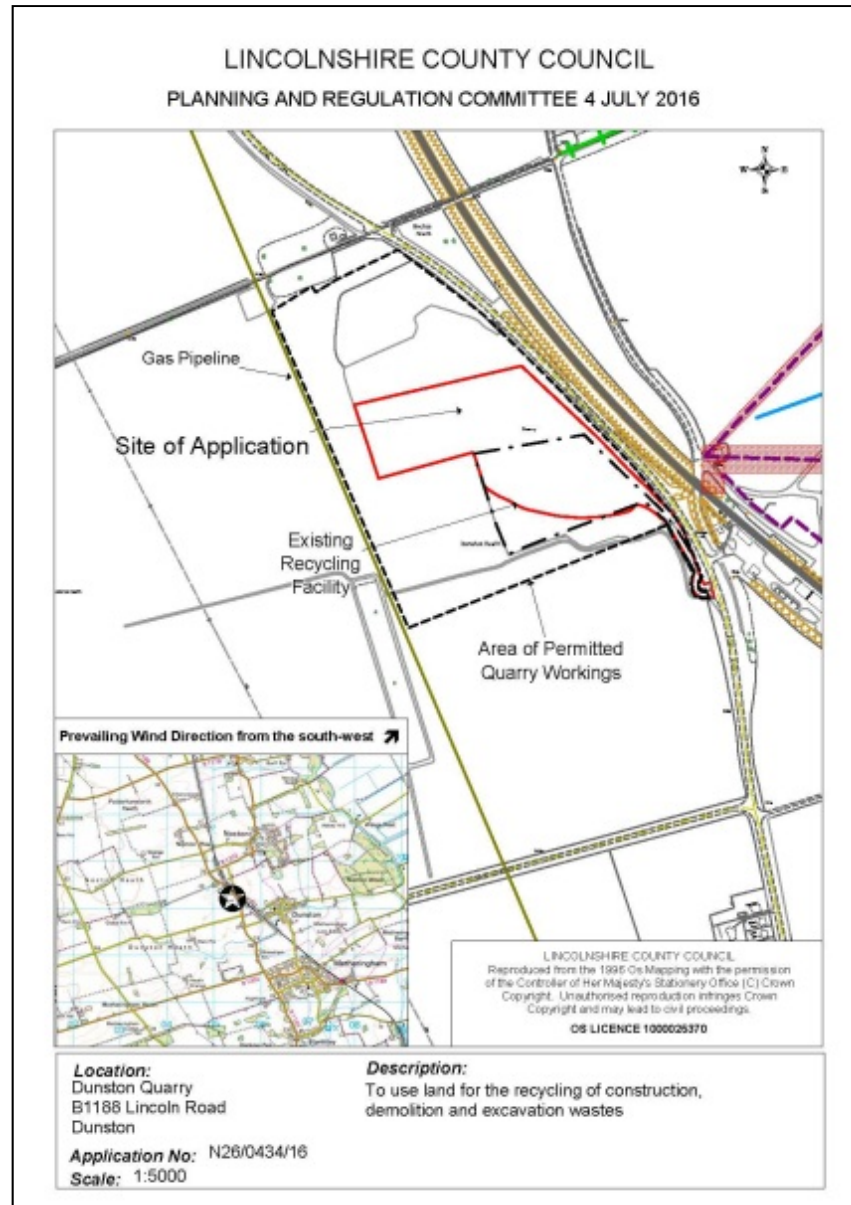 LINCOLNSHIRE COUNTY COUNCIL
PLANNING AND REGULATION COMMITTEE 4 JULY 2016
N
W
S
Gas Pipeline
Site of Application
Existing
Recycling
Facility
Area of Permitted
Quarry Workings
Prevailing Wind Direction from the south-west
Nocton
Dunston
Metheringham
LINCOLNSHIRE COUNTY COUNCIL
Reproduced from the 1996 Os Mapping with the permission
of the Controller of Her Majesty's Stationery Office (C) Crown
Copyright. Unauthorised reproduction infringes Crown
Copyright and may lead to civil proceedings.
OS LICENCE 1000025370
Location:
Dunston Quarry
B1188 Lincoln Road
Dunston
Application No: N26/0434/16
Scale: 1:5000
Description:
To use land for the recycling of construction,
demolition and excavation wastes